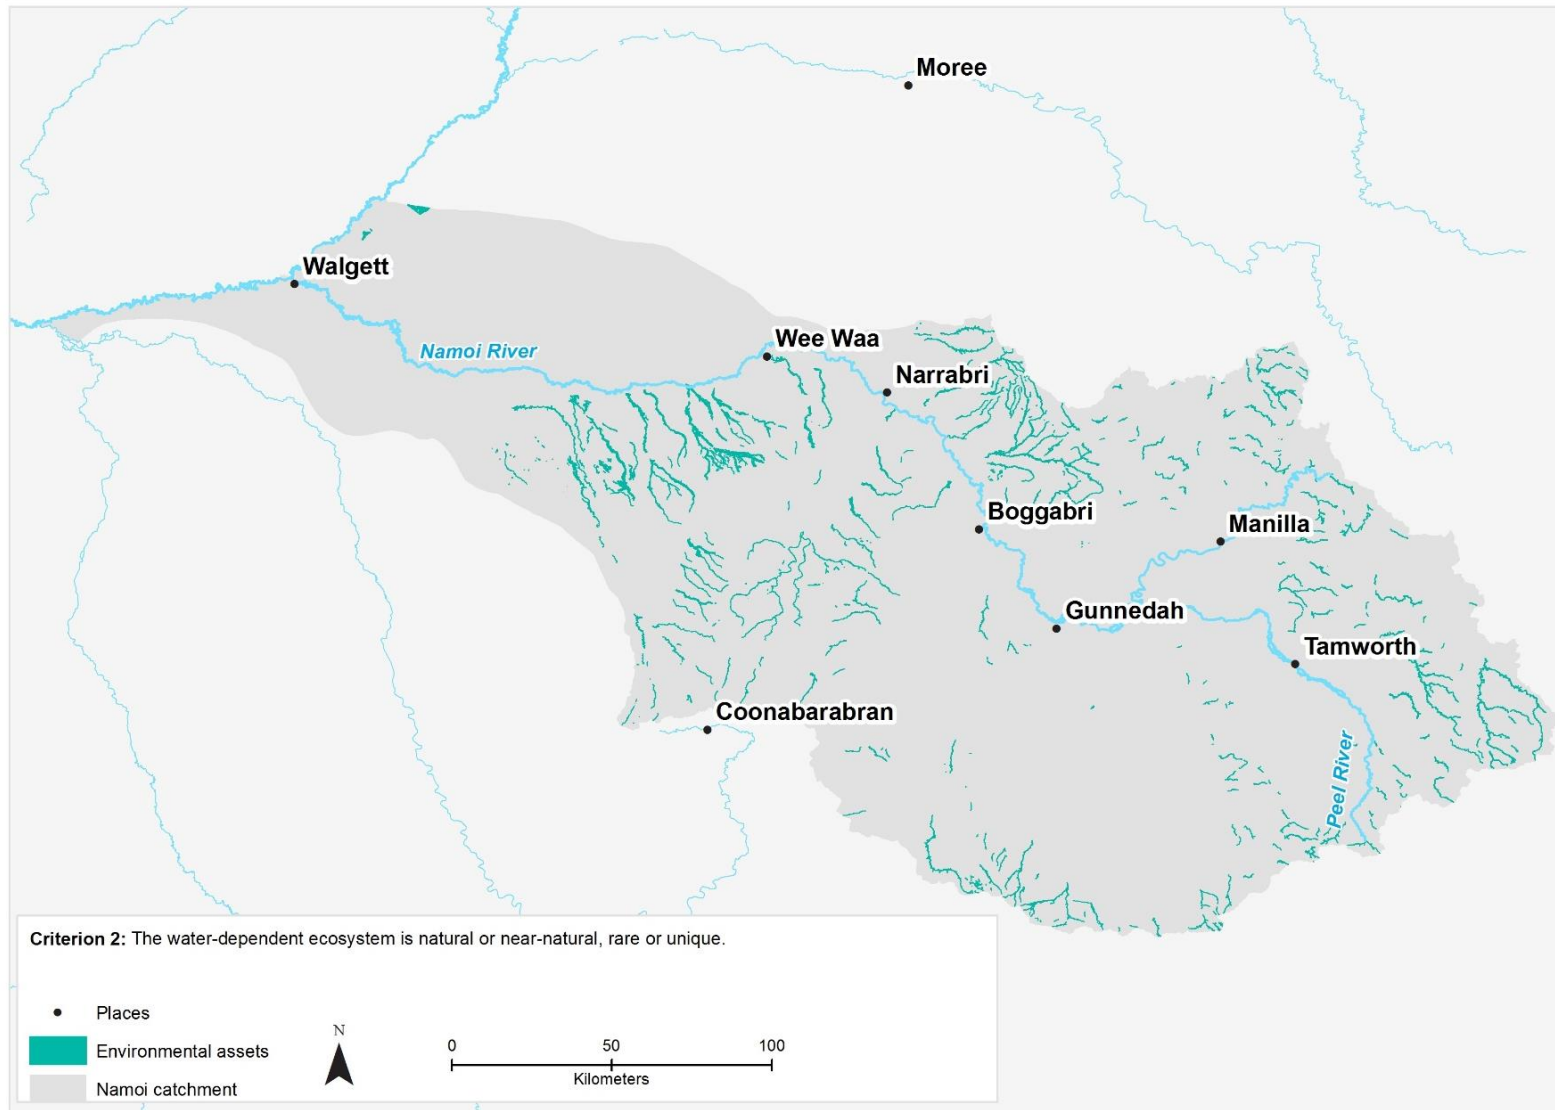 Moree
Walgett
Namoi River
Wee Waa
Narrabri
Boggabri
Manilla
Gunnedah
Tamworth
Coonabarabran
Peel River
Criterion 2: The water-dependent ecosystem is natural or near-natural, rare or unique.
Places
Environmental assets
Namoi catchment
N
0 50 100
Kilometers